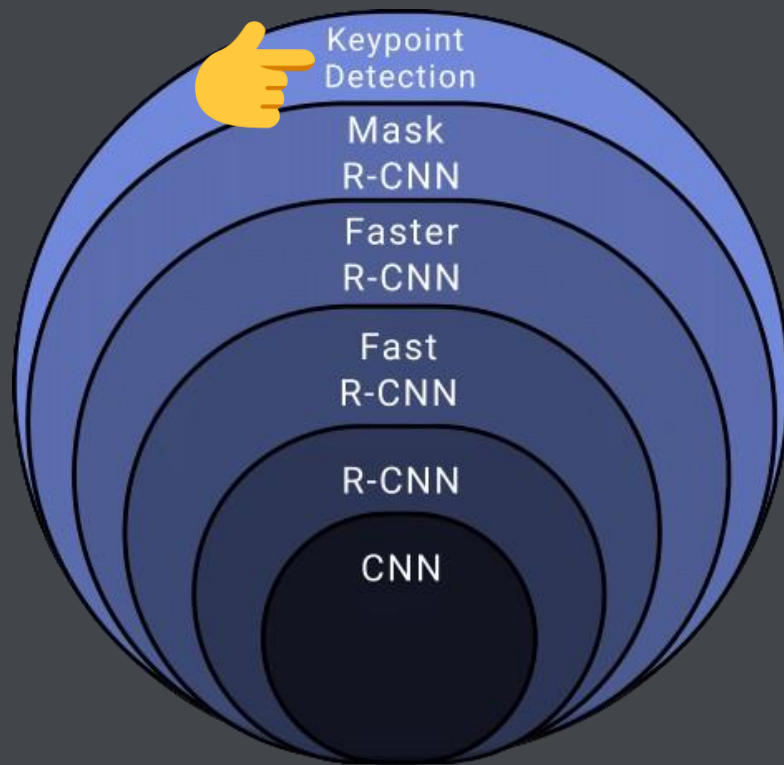 Keypoint
Detection
Mask
R-CNN
Faster
R-CNN
Fast
R-CNN
R-CNN
CNN